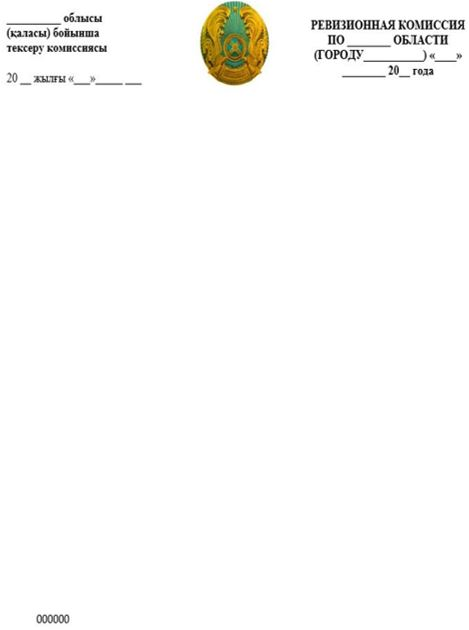 __________ облысы
(қаласы) бойынша
тексеру комиссиясы
20 __ жылғы «___»_____ ___
РЕВИЗИОННАЯ КОМИССИЯ
ПО _______ ОБЛАСТИ
(ГОРОДУ__________) «____»
_______ 20__ года
000000